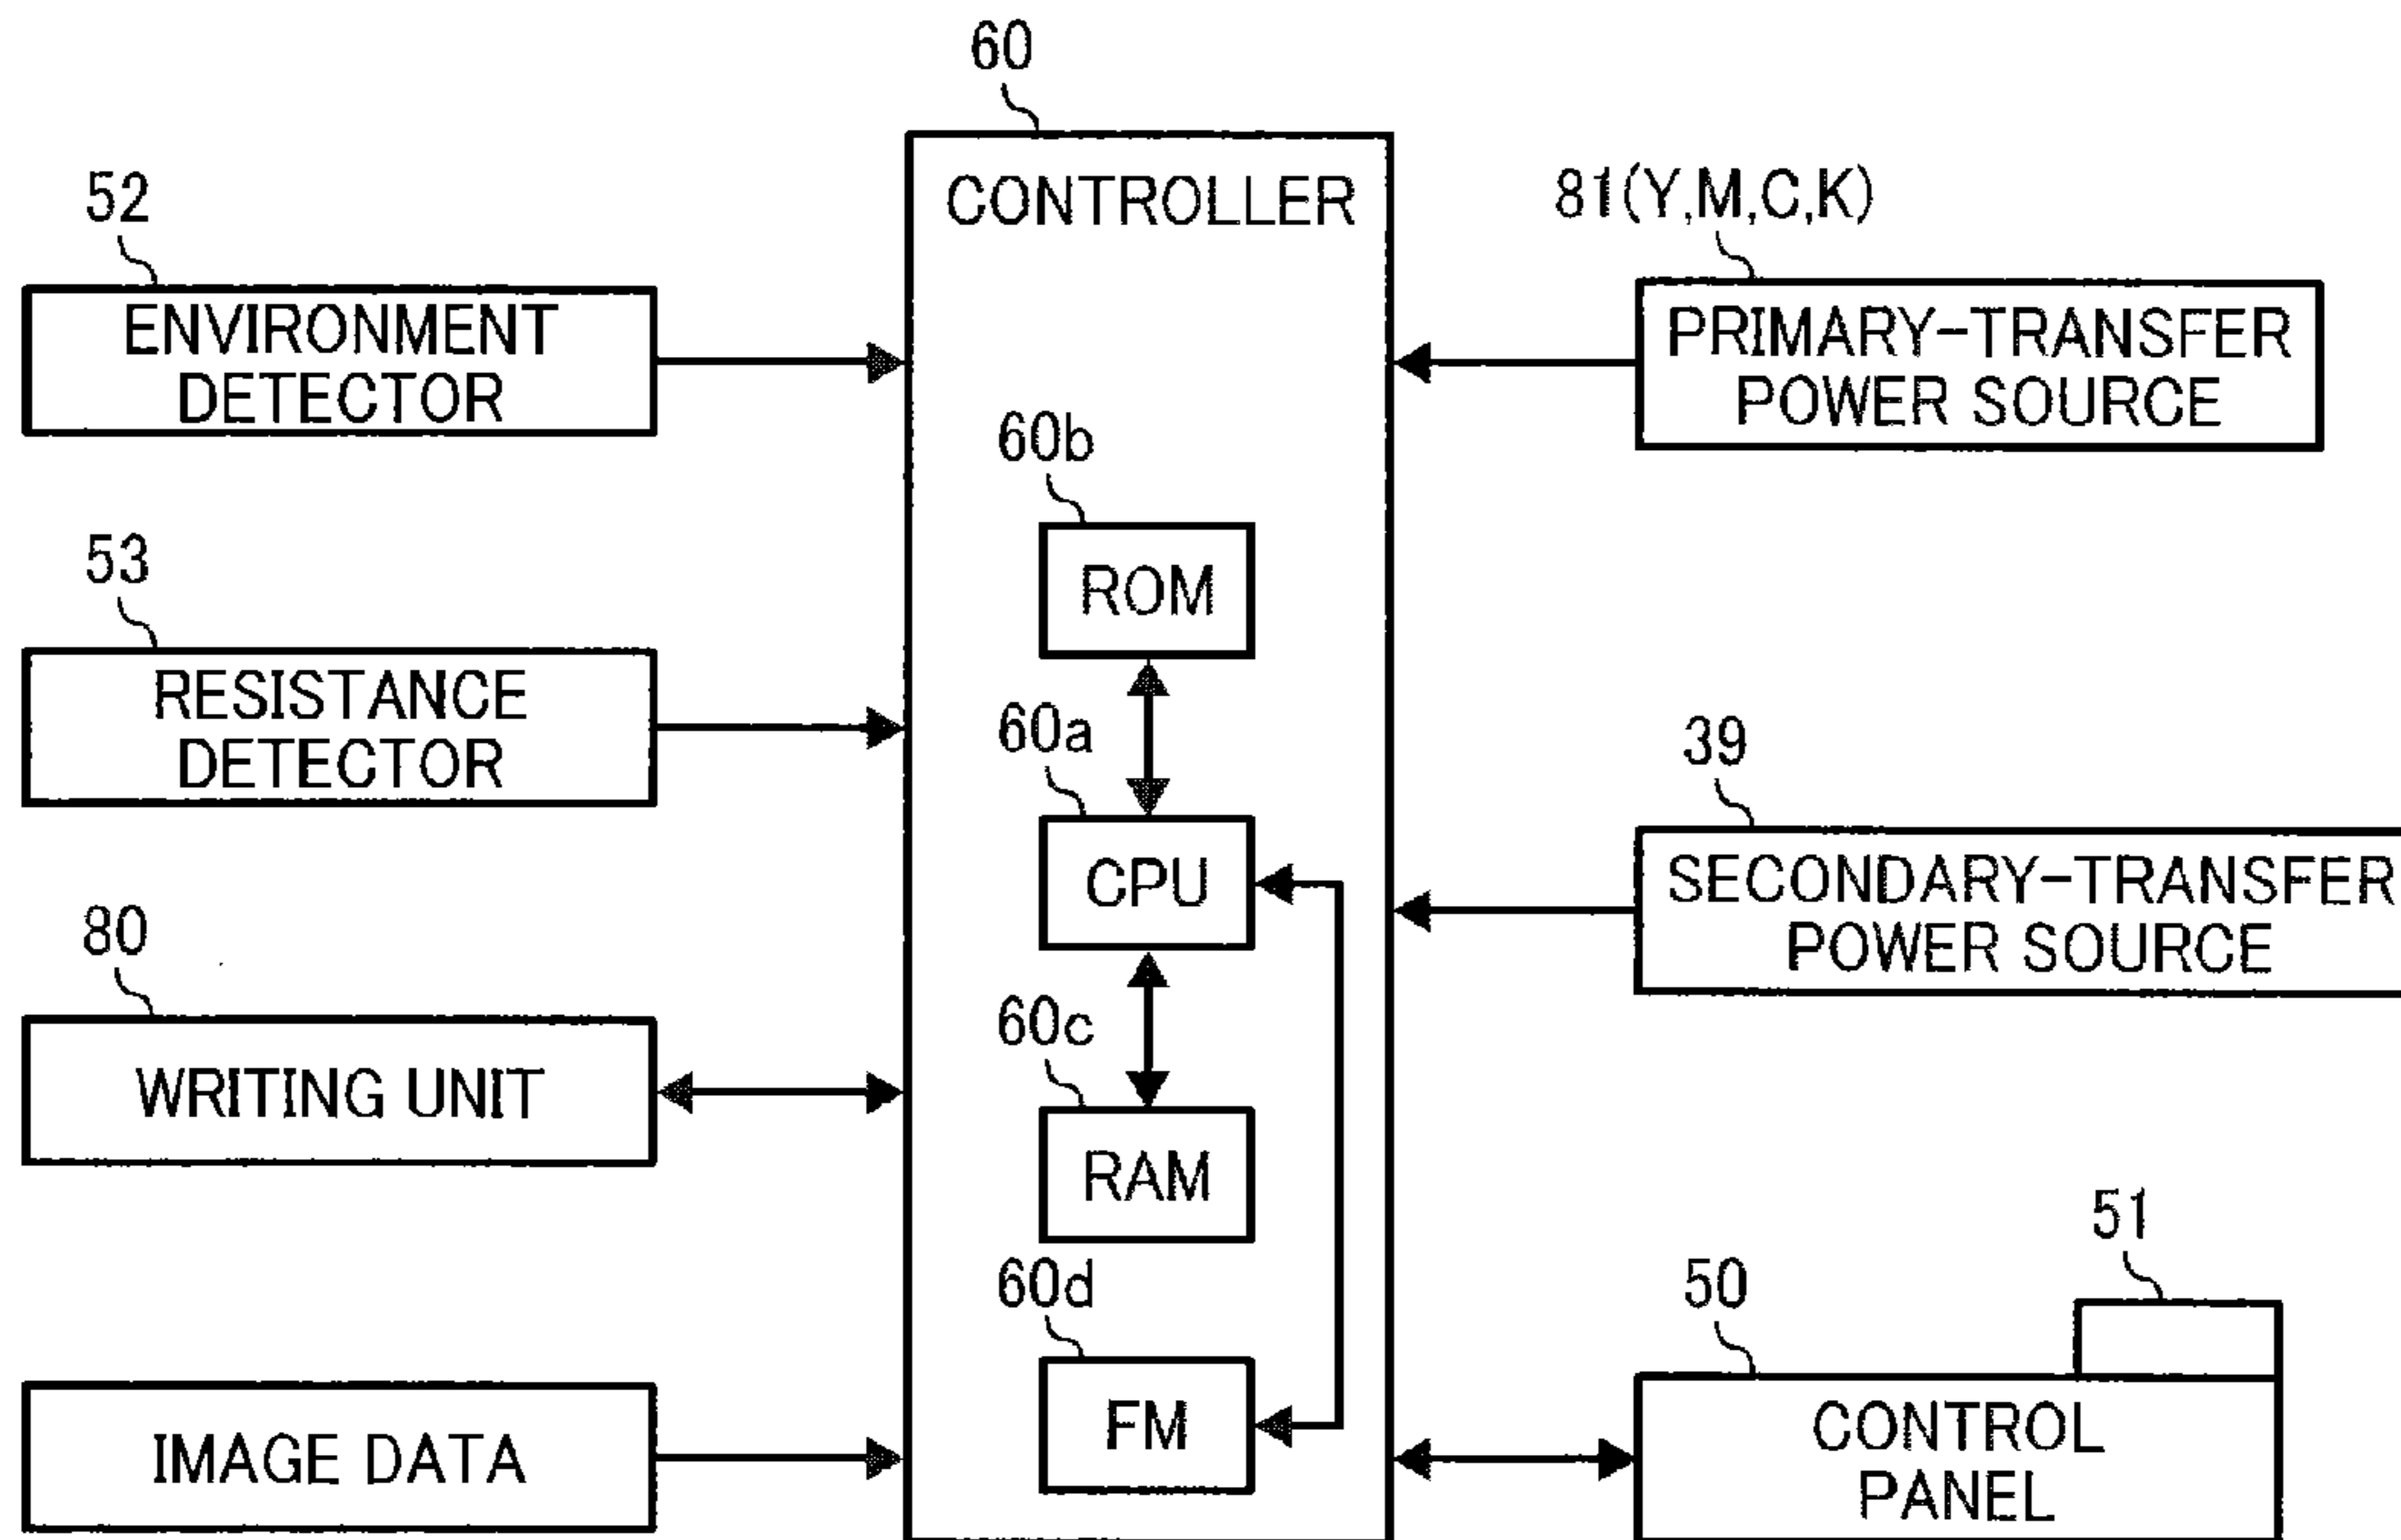 60
CONTROLLER
52
ENVIRONMENT
DETECTOR
53
RESISTANCE
DETECTOR
80
WRITING UNIT
IMAGE DATA
60b
ROM
60a
CPU
60c
RAM
60d
FM
81(Y,M,C,K)
PRIMARY-TRANSFER
POWER SOURCE
39
SECONDARY-TRANSFER
POWER SOURCE
51
50
CONTROL
PANEL